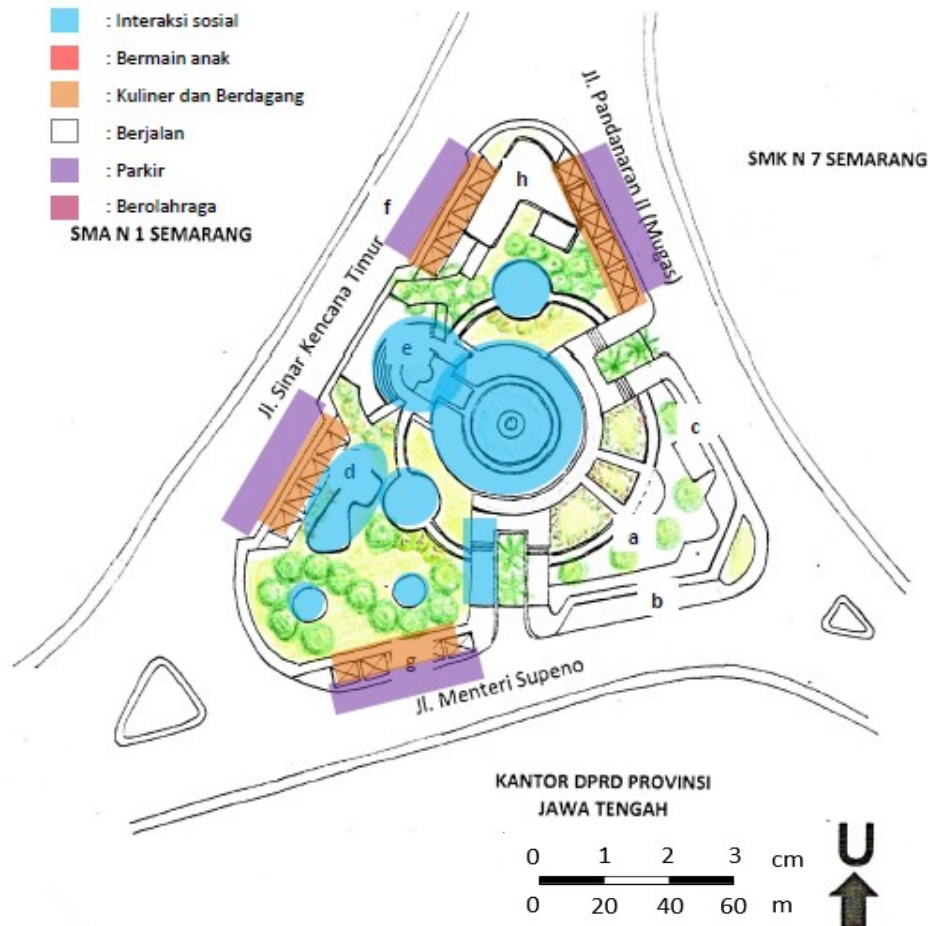 : Interaksi sosial
: Bermain anak
: Kuliner dan Berdagang
: Berjalan
: Parkir
: Berolahraga
SMA N 1 SEMARANG
Jl. Pandanaran II (Mugas)
SMK N 7 SEMARANG
h
f
Jl. Sinar Kencana Timur
e
c
d
a
b
g
Jl. Menteri Supeno
KANTOR DPRD PROVINSI
JAWA TENGAH
0 1 2 3 cm
0 20 40 60 m
U